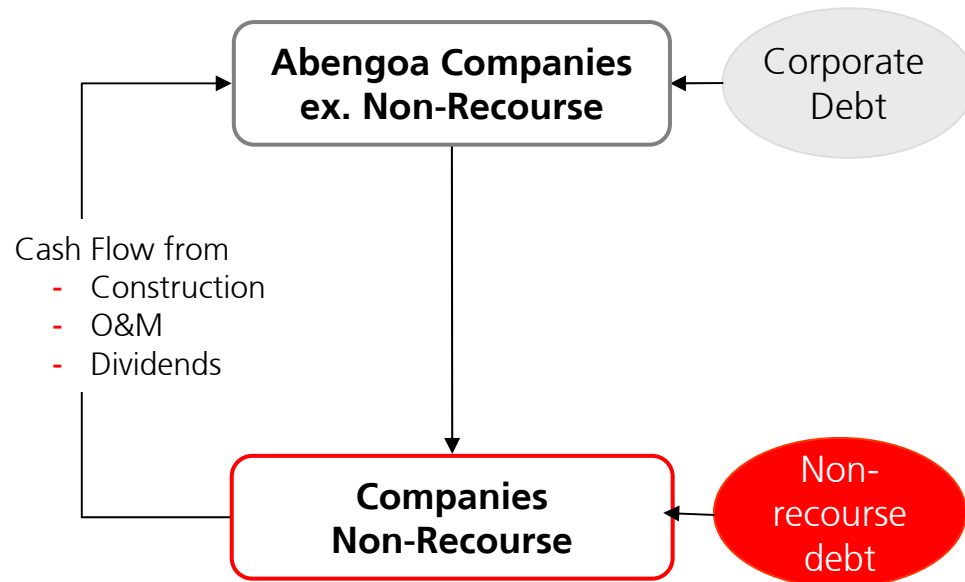 Abengoa Companies
ex. Non-Recourse
Corporate
Debt
Cash Flow from
- Construction
- O&M
- Dividends
Companies
Non-Recourse
Non-
recourse
debt